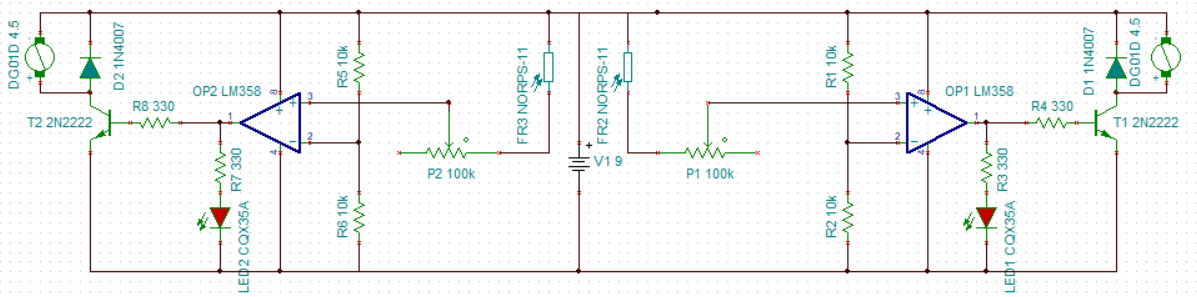 DG01D 4.5
+
D2 1N4007
T2 2N2222
R8 330
OP2 LM358
8
+
+
3
1
2
-
4
R7 330
LED2 CQX35A
R5 10k
R6 10k
P2 100k
FR3 NORPS-11
+
V1 9
FR2 NORPS-11
P1 100k
R1 10k
R2 10k
OP1 LM358
8
3
+
+
1
2
-
4
R4 330
R3 330
LED1 CQX35A
D1 1N4007
DG01D 4.5
+
T1 2N2222